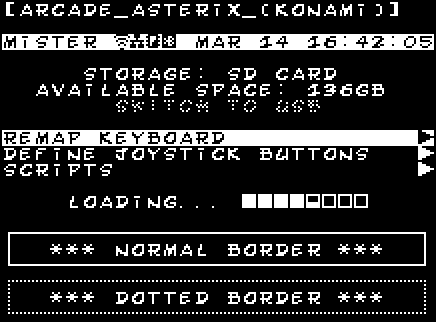 [ARCADE_ASTERIX_(KONAMI)]
MISTER MAR 14 16:42:05
STORAGE: SD CARD
AVAILABLE SPACE: 136GB
SWITCH TO USB
REMAP KEYBOARD
DEFINE JOYSTICK BUTTONS
SCRIPTS
LOADING...
*** NORMAL BORDER ***
*** DOTTED BORDER ***